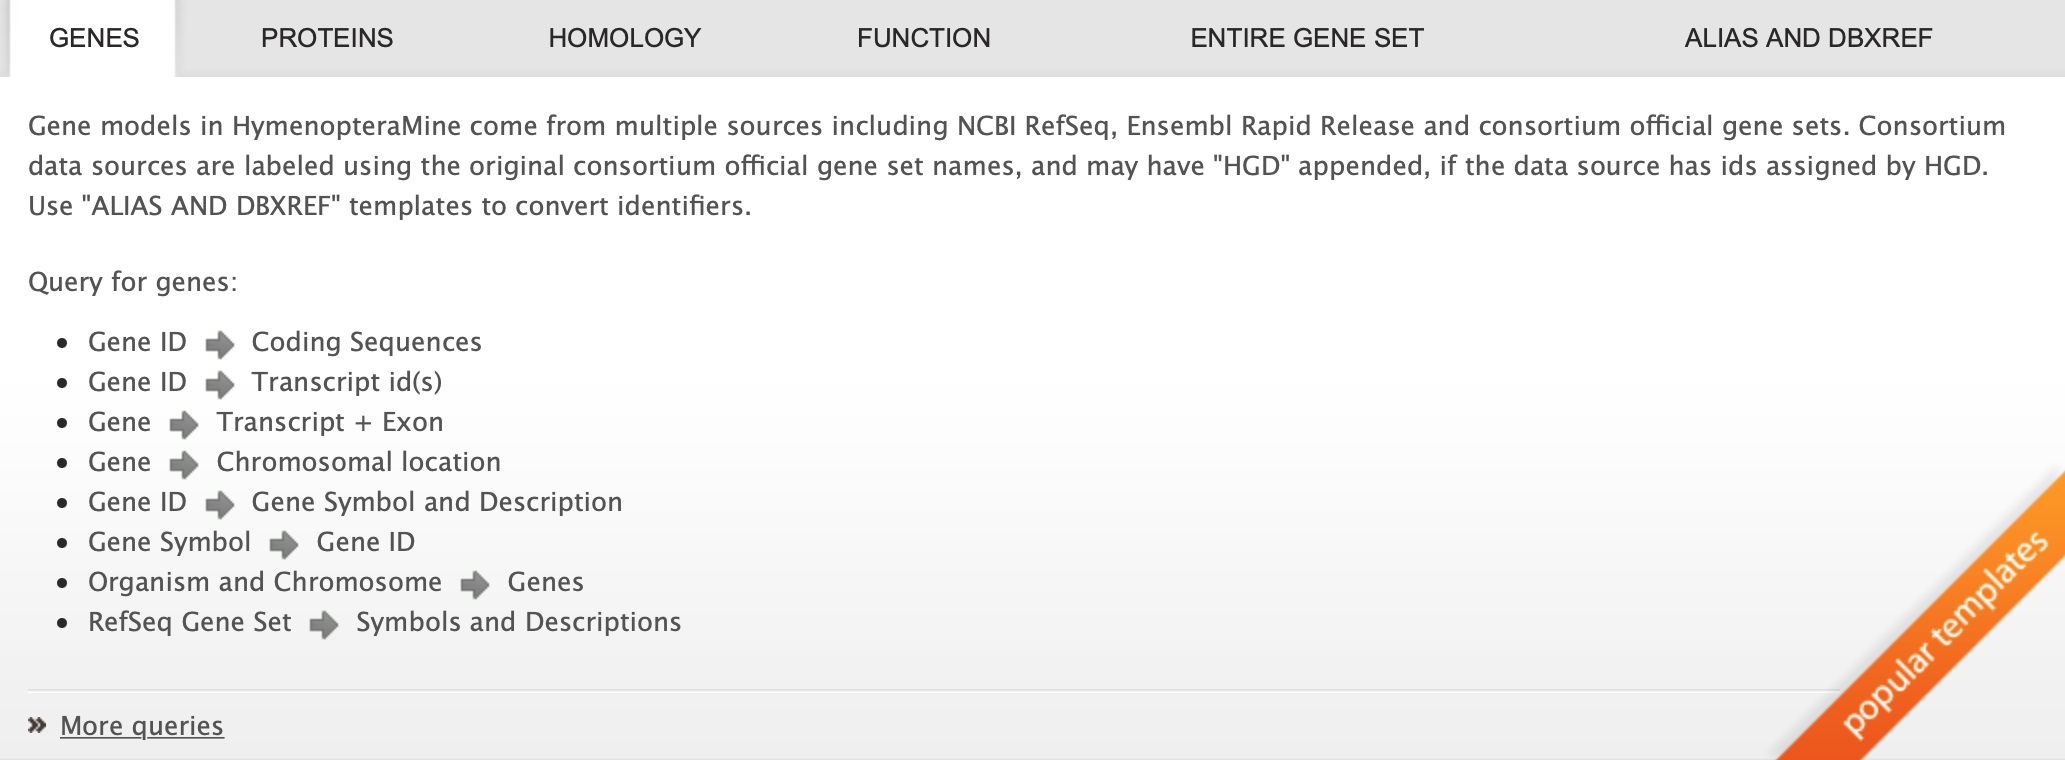 GENES PROTEINS HOMOLOGY FUNCTION ENTIRE GENE SET ALIAS AND DBXREF
Gene models in HymenopteraMine come from multiple sources including NCBI RefSeq, Ensembl Rapid Release and consortium official gene sets. Consortium
data sources are labeled using the original consortium official gene set names, and may have "HGD" appended, if the data source has ids assigned by HGD.
Use "ALIAS AND DBXREF" templates to convert identifiers.
Query for genes:
• Gene ID ➡ Coding Sequences
• Gene ID ➡ Transcript id(s)
• Gene ➡ Transcript + Exon
• Gene ➡ Chromosomal location
• Gene ID ➡ Gene Symbol and Description
• Gene Symbol ➡ Gene ID
• Organism and Chromosome ➡ Genes
• RefSeq Gene Set ➡ Symbols and Descriptions
popular templates
» More queries